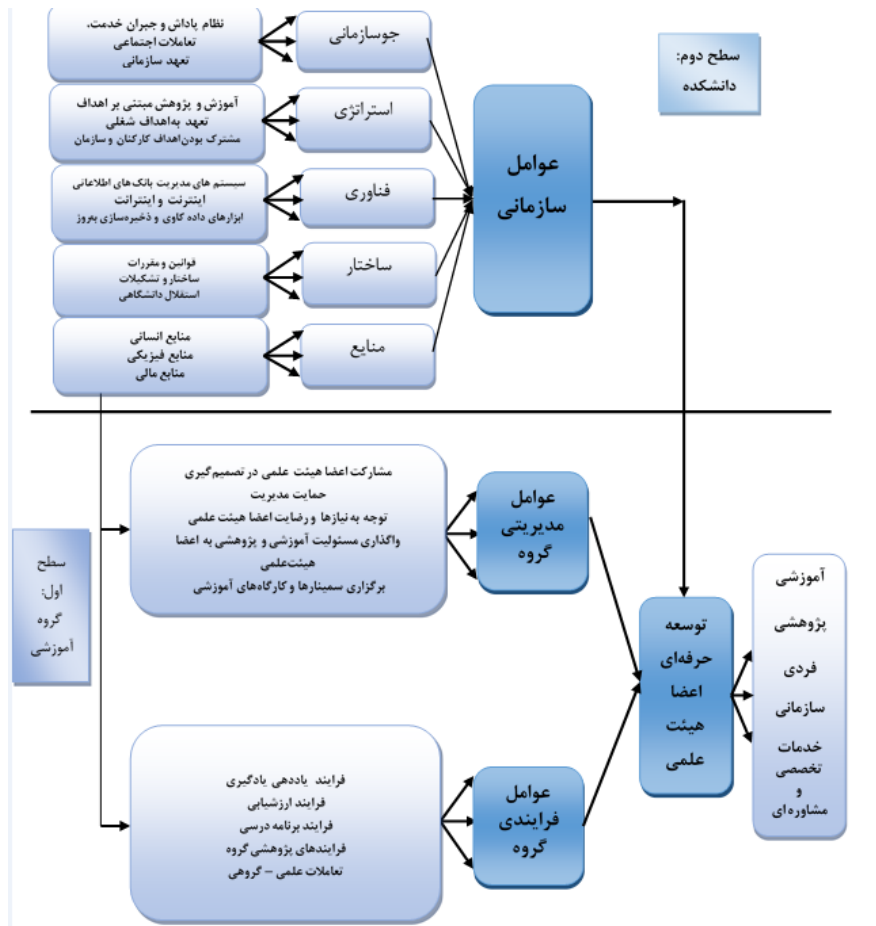 سطح دوم:
دانشکده
عوامل
سازمانی
جوسازمانی
نظام پاداش و جبران خدمت،
تعاملات اجتماعی
تعهد سازمانی
استراتژی
آموزش و پژوهش مبتنی بر اهداف
تعهد به‌اهداف شغلی
مشترک بودن‌اهداف کارکنان و سازمان
فناوری
سیستم های مدیریت بانک‌های اطلاعاتی
اینترنت و اینترانت
ابزارهای داده کاوی و ذخیره‌سازی به‌روز
ساختار
قوانین و مقررات
ساختار و تشکیلات
استقلال دانشگاهی
منابع
منابع انسانی
منابع فیزیکی
منابع مالی
سطح
اول:
گروه
آموزشی
عوامل
مدیریتی
گروه
مشارکت اعضا هیئت علمی در تصمیم‌گیری
حمایت مدیریت
توجه به نیازها و رضایت اعضا هیئت علمی
واگذاری مسئولیت آموزشی و پژوهشی به اعضا
هیئت‌علمی
برگزاری سمینارها و کارگاه‌های آموزشی
عوامل
فرایندی
گروه
فرایند یاددهی یادگیری
فرایند ارزشیابی
فرایند برنامه درسی
فرایندهای پژوهشی گروه
تعاملات علمی – گروهی
توسعه
حرفه‌ای
اعضا
هیئت
علمی
آموزشی
پژوهشی
فردی
سازمانی
خدمات
تخصصی
و
مشاوره‌ای